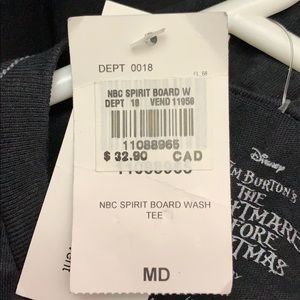 DEPT 0018
NBC SPIRIT BOARD W
DEPT 18 VEND 11956
11088965
$ 32.90 CAD
11088965
NBC SPIRIT BOARD WASH
TEE
MD
Disney
TIM BURTON'S
THE
NIGHTMARE
BEFORE
CHRISTMAS